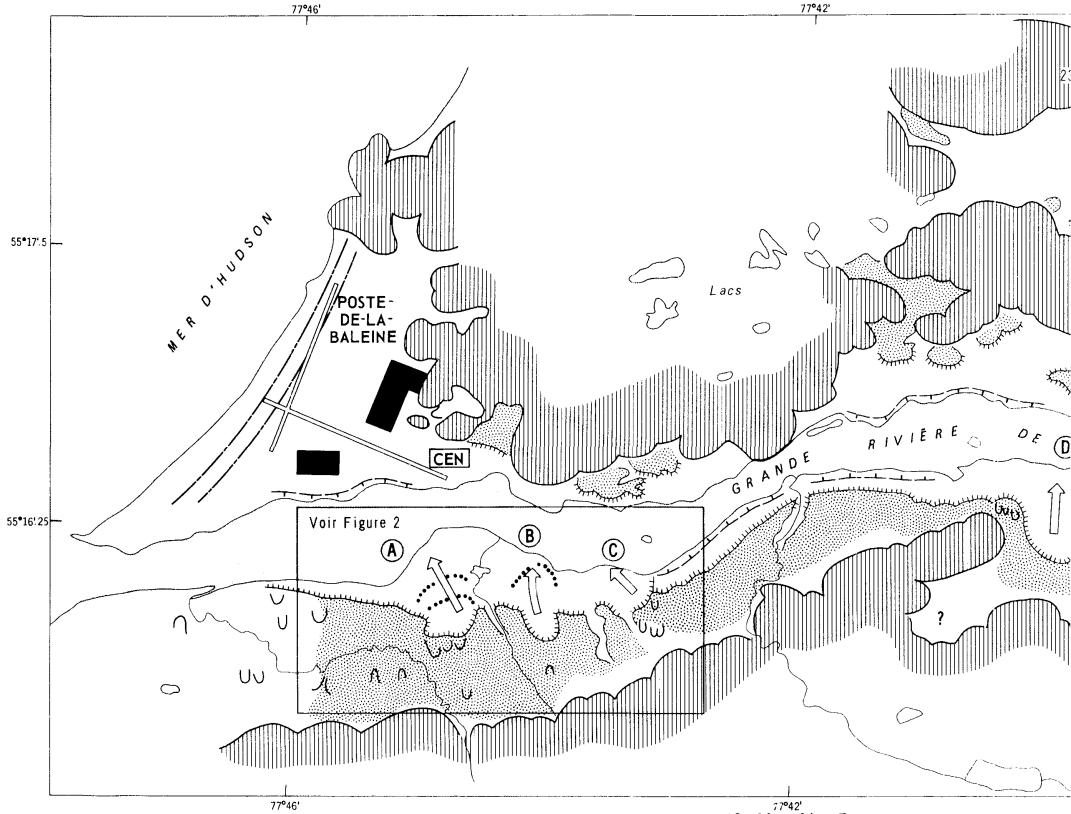 77°46' 77°42'
23
55°17'.5
MER D'HUDSON
POSTE-
DE-LA-
BALEINE
Lacs
CEN
GRANDE RIVIÈRE DE
D
55°16'25
Voir Figure 2
A B C
?
77°46' 77°42'